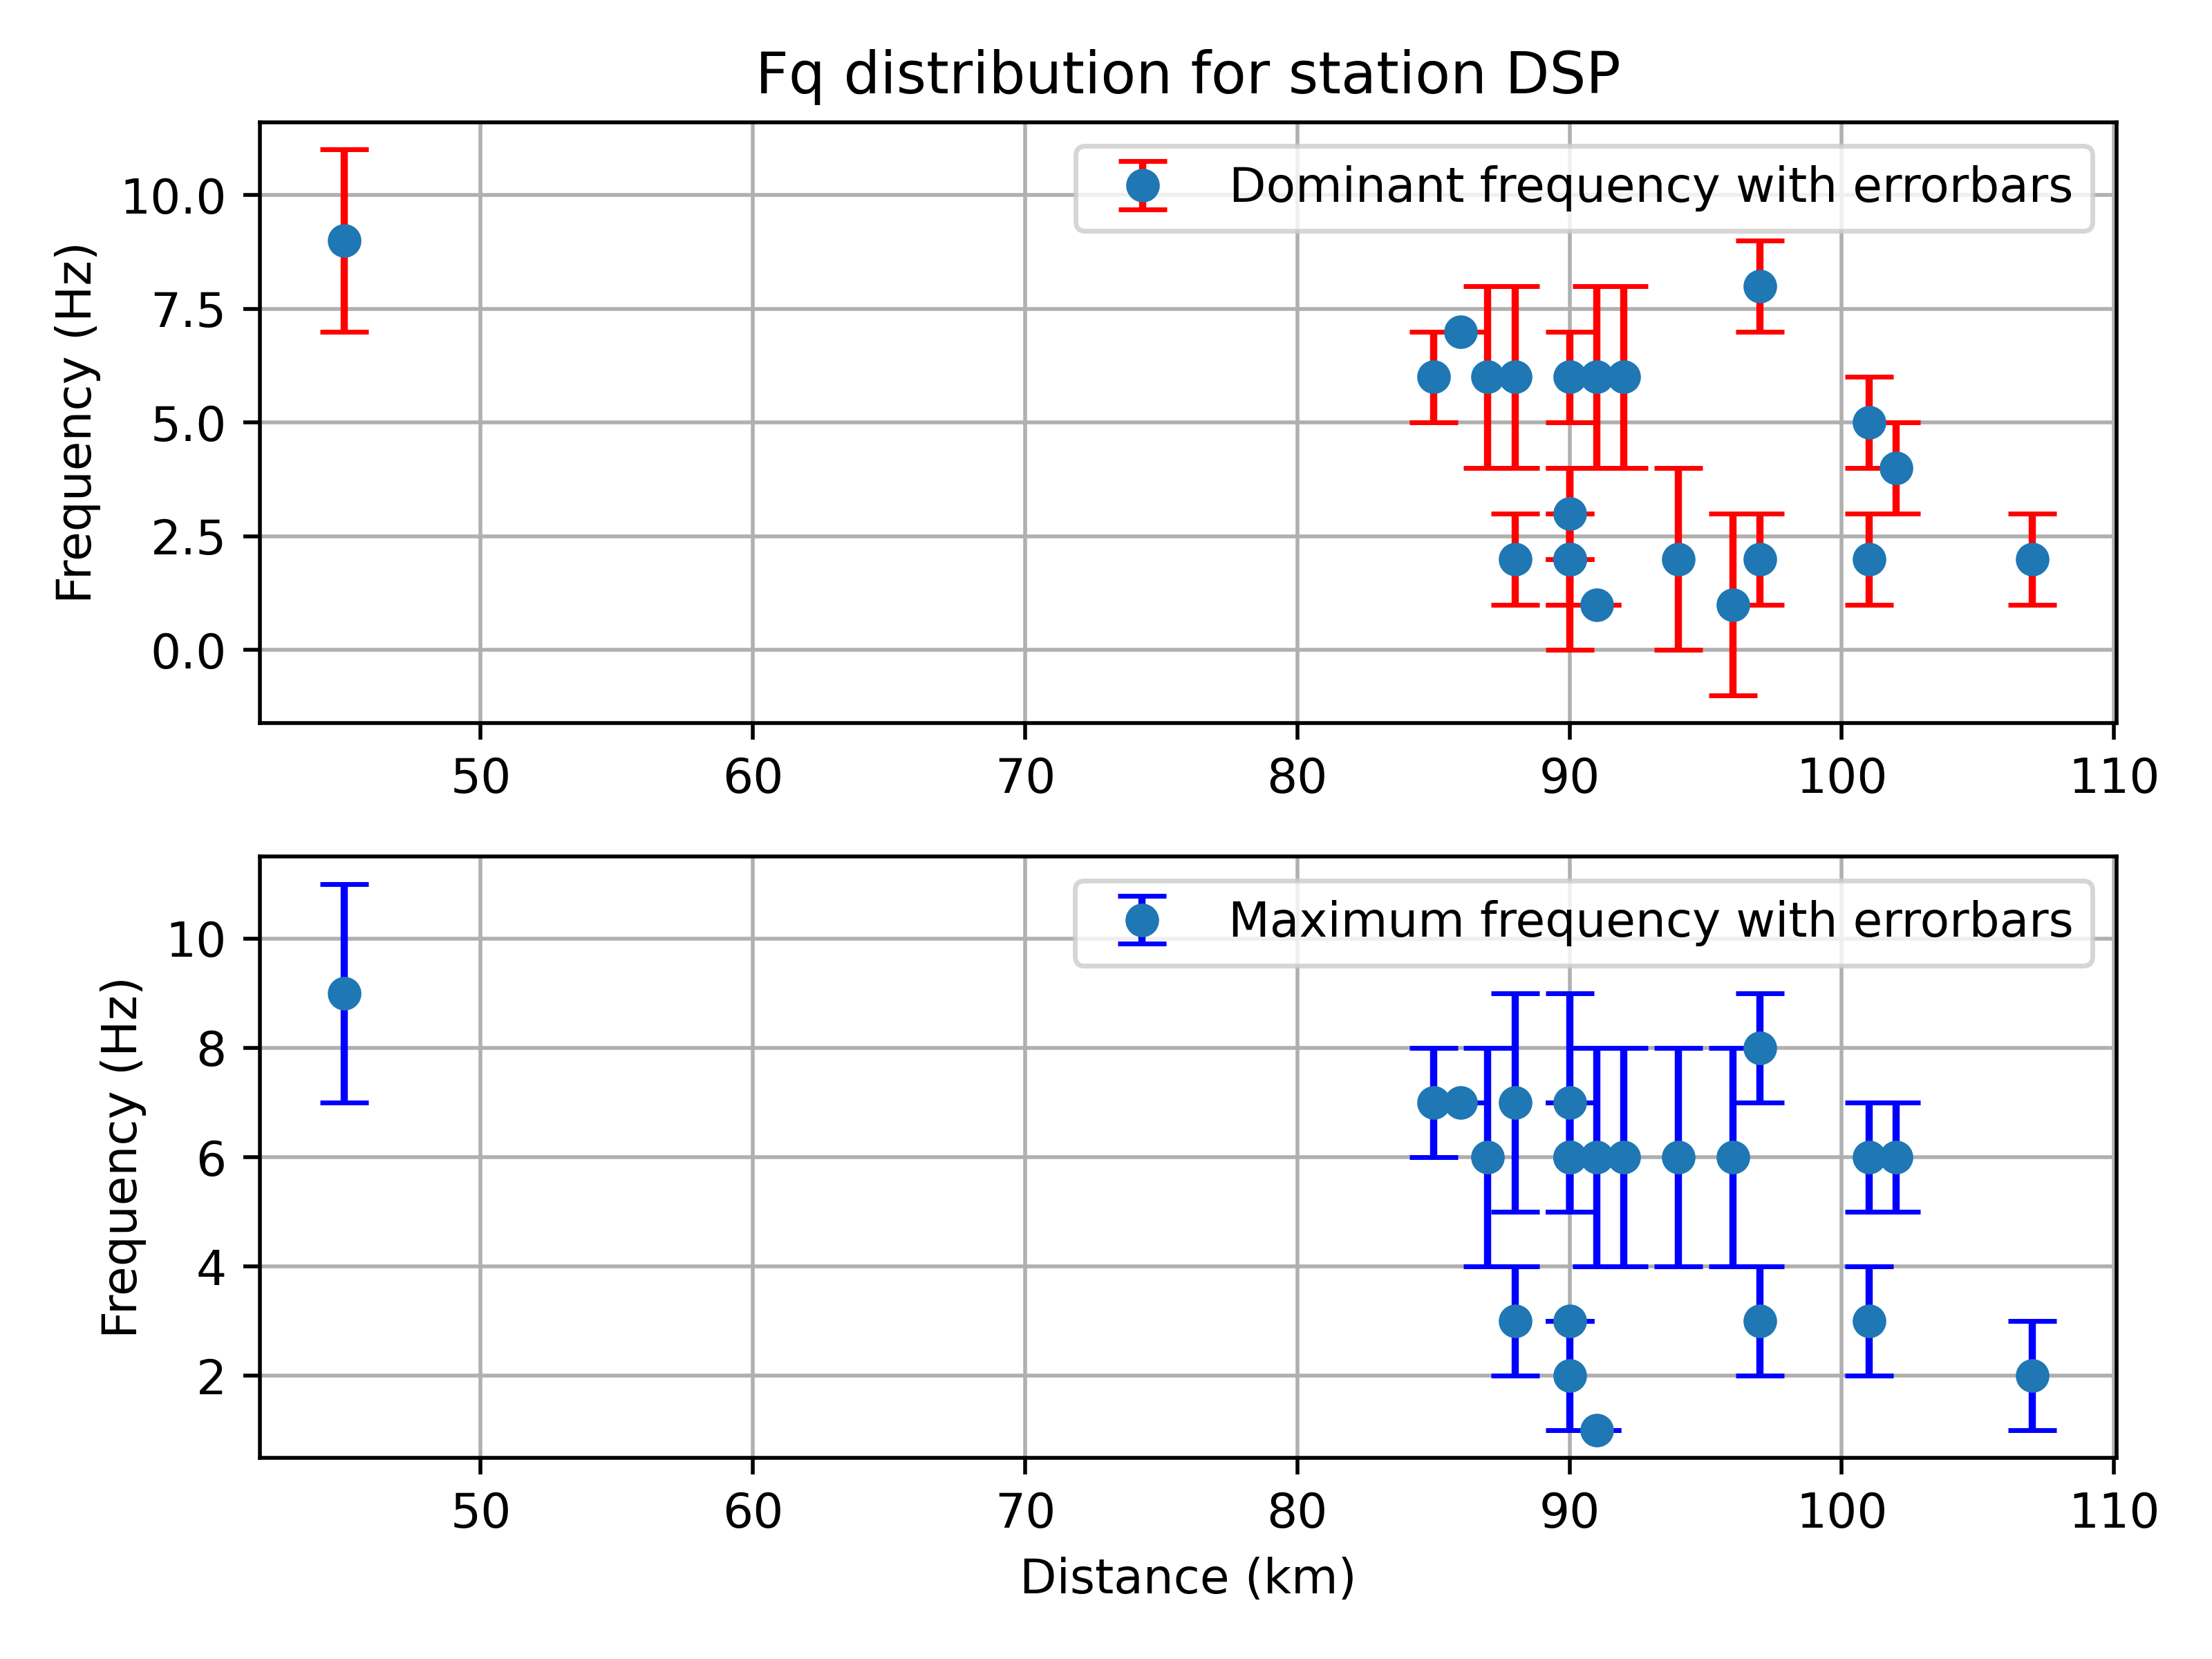 Fq distribution for station DSP
Dominant frequency with errorbars
Frequency (Hz)
10.0
7.5
5.0
2.5
0.0
50 60 70 80 90 100 110
Maximum frequency with errorbars
Frequency (Hz)
10
8
6
4
2
50 60 70 80 90 100 110
Distance (km)